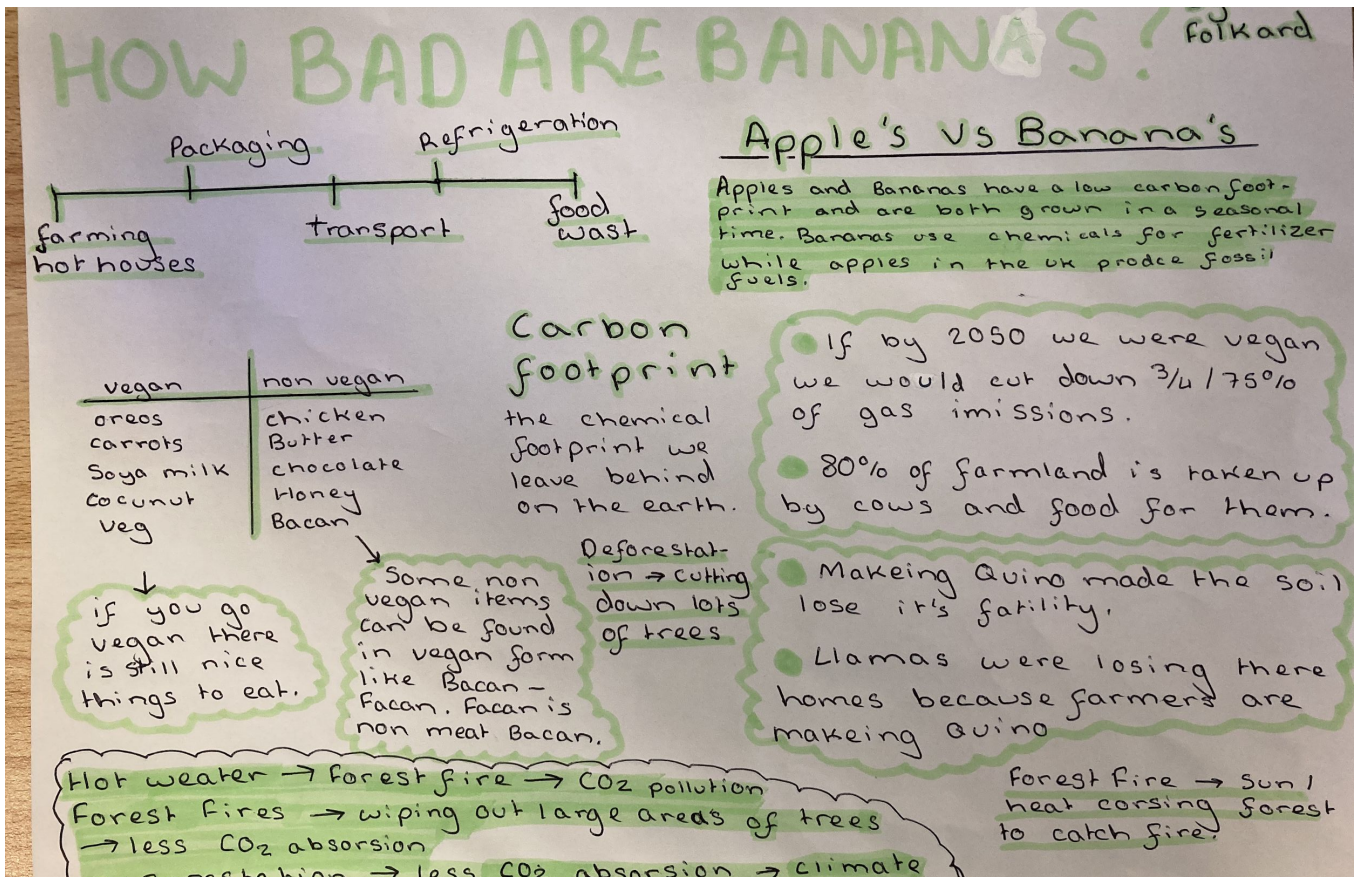 HOW BAD ARE BANANAS?
Folkard
Packaging
Refrigeration
farming
hot houses
transport
food
wast
Apple's Vs Banana's
Apples and Bananas have a low carbon foot-
print and are both grown in a seasonal
time. Bananas use chemicals for fertilizer
while apples in the UK prodce fossil
fuels.
vegan
non vegan
oreos
chicken
carrots
Butter
Soya milk
chocolate
Cocunut
Honey
veg
Bacan
if you go
vegan there
is still nice
things to eat.
Some non
vegan items
can be found
in vegan form
like Bacan –
Facan. Facan is
non meat Bacan.
Carbon
footprint
the chemical
footprint we
leave behind
on the earth.
Deforestat-
ion → cutting
down lots
of trees
If by 2050 we were vegan
we would cut down 3/4 / 75%
of gas imissions.
80% of farmland is taken up
by cows and food for them.
Makeing Quino made the soil
lose it's fatility.
Llamas were losing there
homes because farmers are
makeing Quino
Hot weater → Forest fire → CO2 pollution
Forest Fires → wiping out large areas of trees
→ less CO2 absorsion
→ less CO2 absorsion → climate
Forest Fire → Sun /
heat corsing forest
to catch fire.